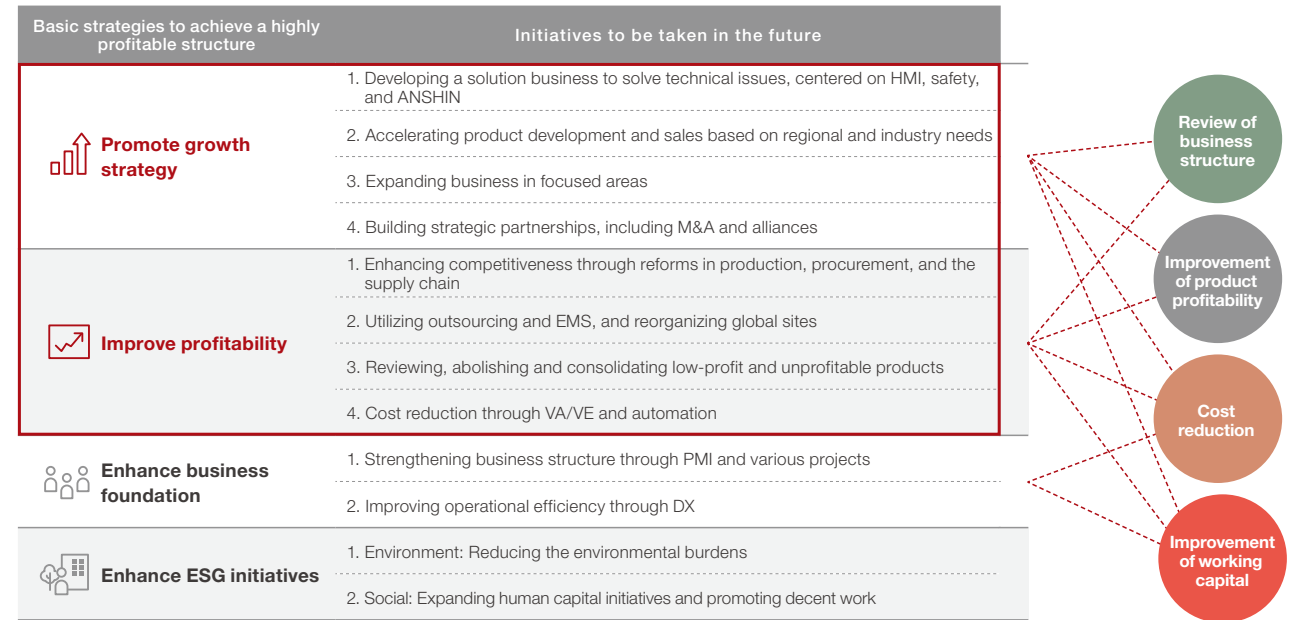 Basic strategies to achieve a highly
profitable structure
Initiatives to be taken in the future
Promote growth
strategy
1. Developing a solution business to solve technical issues, centered on HMI, safety,
and ANSHIN
2. Accelerating product development and sales based on regional and industry needs
3. Expanding business in focused areas
4. Building strategic partnerships, including M&A and alliances
Improve profitability
1. Enhancing competitiveness through reforms in production, procurement, and the
supply chain
2. Utilizing outsourcing and EMS, and reorganizing global sites
3. Reviewing, abolishing and consolidating low-profit and unprofitable products
4. Cost reduction through VA/VE and automation
Enhance business
foundation
1. Strengthening business structure through PMI and various projects
2. Improving operational efficiency through DX
Enhance ESG initiatives
1. Environment: Reducing the environmental burdens
2. Social: Expanding human capital initiatives and promoting decent work
Review of
business
structure
Improvement
of product
profitability
Cost
reduction
Improvement
of working
capital